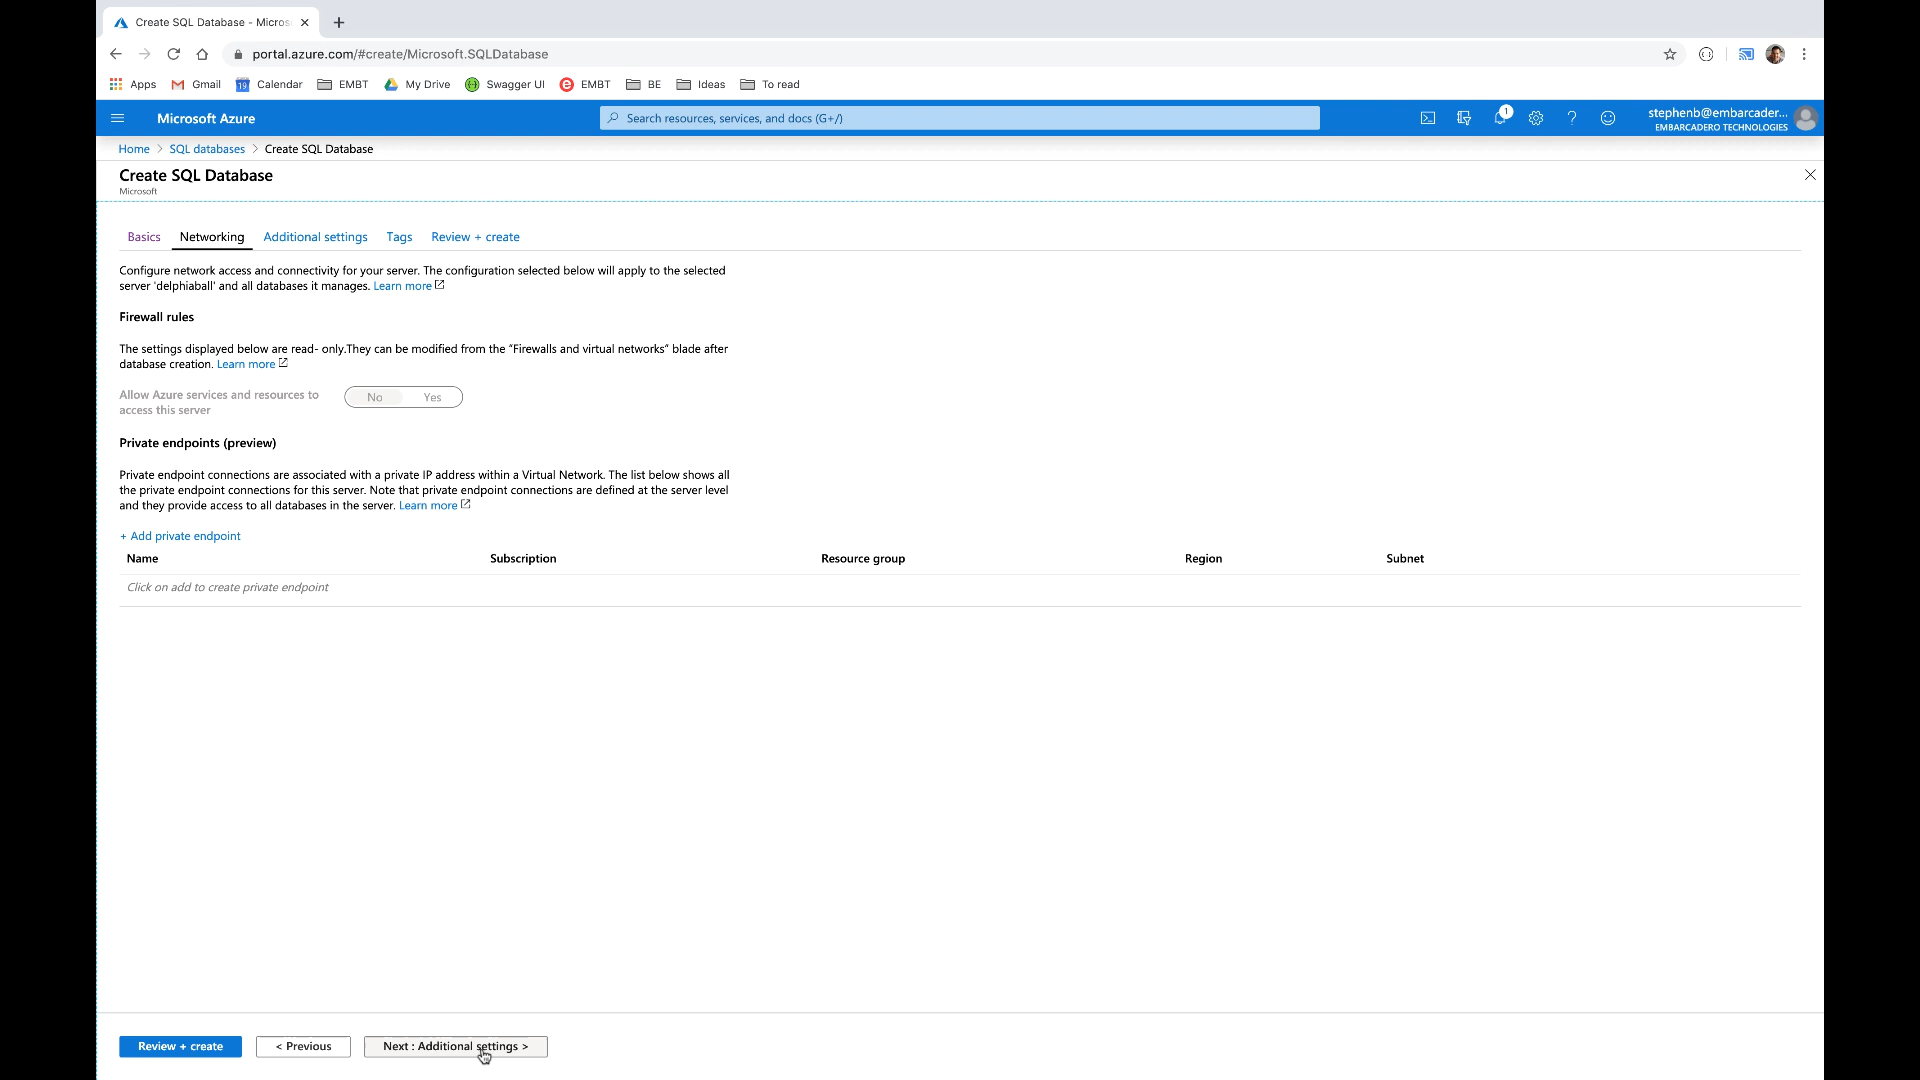 Create SQL Database - Micros
portal.azure.com/#create/Microsoft.SQLDatabase
Apps Gmail 19 Calendar EMBT My Drive Swagger UI EMBT BE Ideas To read
Microsoft Azure
Search resources, services, and docs (G+/)
1
stephenb@embarcader...
EMBARCADERO TECHNOLOGIES
Home > SQL databases > Create SQL Database
Create SQL Database
Microsoft
Basics Networking Additional settings Tags Review + create
Configure network access and connectivity for your server. The configuration selected below will apply to the selected
server 'delphiaball' and all databases it manages. Learn more
Firewall rules
The settings displayed below are read- only.They can be modified from the "Firewalls and virtual networks" blade after
database creation. Learn more
Allow Azure services and resources to
access this server
No Yes
Private endpoints (preview)
Private endpoint connections are associated with a private IP address within a Virtual Network. The list below shows all
the private endpoint connections for this server. Note that private endpoint connections are defined at the server level
and they provide access to all databases in the server. Learn more
+ Add private endpoint
Name Subscription Resource group Region Subnet
Click on add to create private endpoint
Review + create < Previous Next : Additional settings >